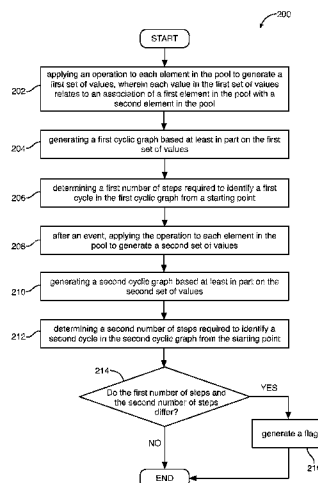 200
START
202
applying an operation to each element in the pool to generate a
first set of values, wherein each value in the first set of values
relates to an association of a first element in the pool with a
second element in the pool
204
generating a first cyclic graph based at least in part on the first
set of values
206
determining a first number of steps required to identify a first
cycle in the first cyclic graph from a starting point
208
after an event, applying the operation to each element in the
pool to generate a second set of values
210
generating a second cyclic graph based at least in part on the
second set of values
212
determining a second number of steps required to identify a
second cycle in the second cyclic graph from the starting point
214
Do the first number of steps and
the second number of steps
differ?
YES
NO
generate a flag
END